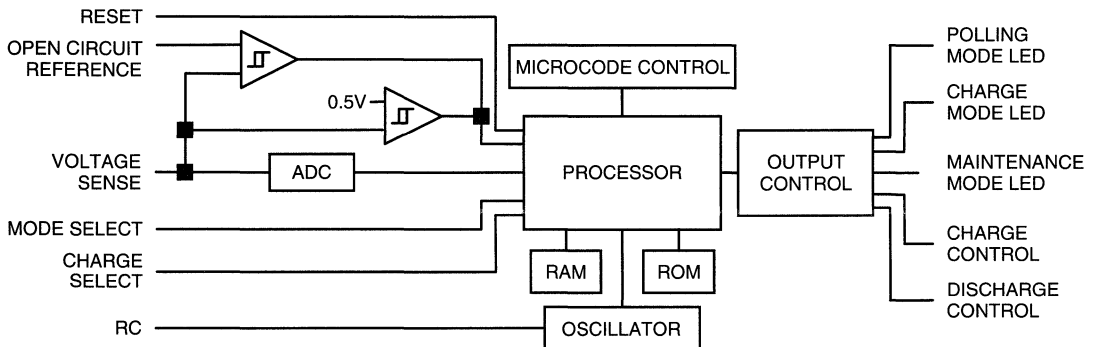 RESET
OPEN CIRCUIT
REFERENCE
0.5V
VOLTAGE
SENSE
ADC
MODE SELECT
CHARGE
SELECT
RC
MICROCODE CONTROL
PROCESSOR
RAM
ROM
OSCILLATOR
OUTPUT
CONTROL
POLLING
MODE LED
CHARGE
MODE LED
MAINTENANCE
MODE LED
CHARGE
CONTROL
DISCHARGE
CONTROL